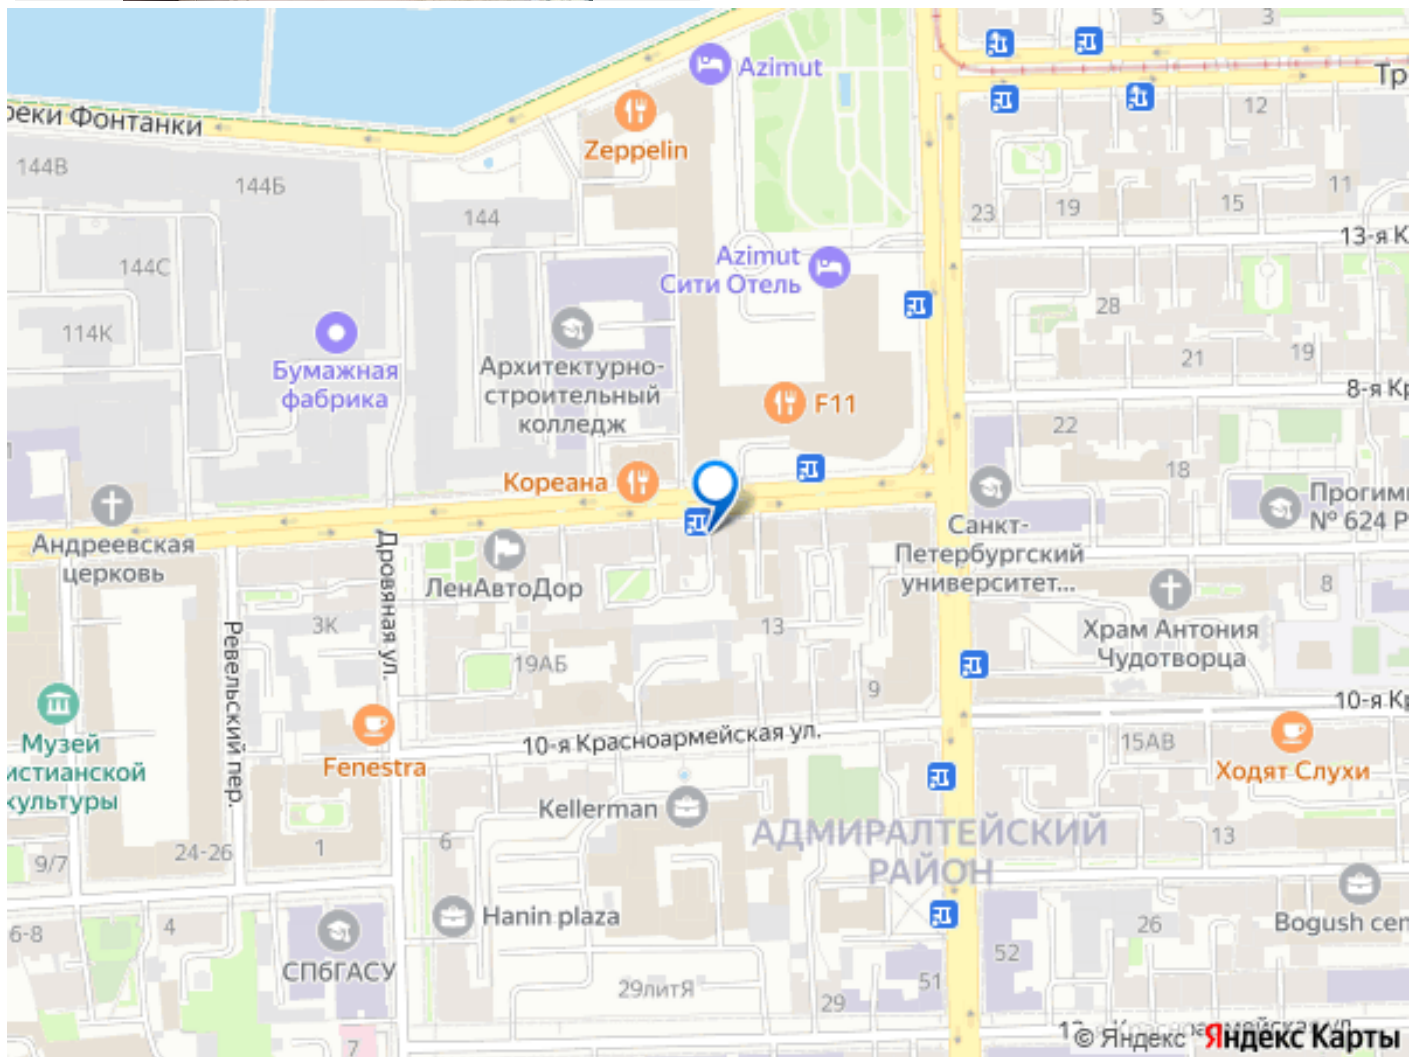 5
3
Azimut
Тр
реки Фонтанки
Zeppelin
12
144В
144Б
11
144
23
19
15
13-я К
Azimut
Сити Отель
144С
28
114К
Бумажная
фабрика
Архитектурно-
строительный
колледж
21
19
8-я Кр
F11
22
18
Кореана
Прогим
№ 624 Р
Санкт-
Петербургский
университет...
Андреевская
церковь
Дровяная ул.
ЛенАвтоДор
8
Ревельский пер.
3К
13
Храм Антония
Чудотворца
19АБ
9
10-я Кр
Музей
истианской
культуры
10-я Красноармейская ул.
15АВ
Fenestra
Ходят Слухи
Kellerman
АДМИРАЛТЕЙСКИЙ
РАЙОН
13
9/7
24-26
1
6
6-8
4
Hanin plaza
26
Bogush cen
СПбГАСУ
52
51
29литЯ
29
7
© Яндекс Яндекс Карты